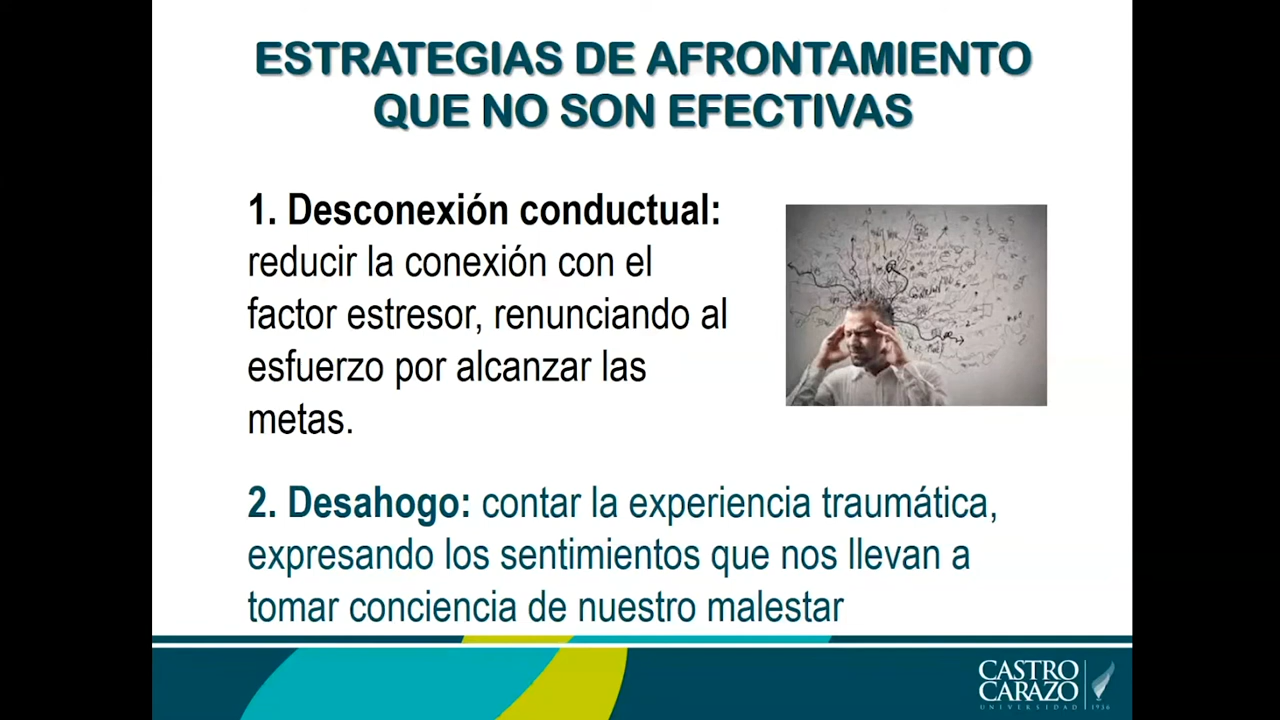 ESTRATEGIAS DE AFRONTAMIENTO
QUE NO SON EFECTIVAS
1. Desconexión conductual:
reducir la conexión con el
factor estresor, renunciando al
esfuerzo por alcanzar las
metas.
2. Desahogo: contar la experiencia traumática,
expresando los sentimientos que nos llevan a
tomar conciencia de nuestro malestar
CASTRO
CARAZO
UNIVERSIDAD 1936